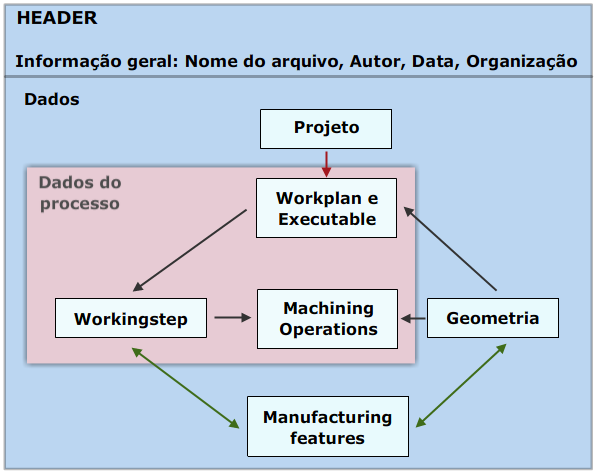 HEADER
Informação geral: Nome do arquivo, Autor, Data, Organização
Dados
Projeto
Dados do
processo
Workplan e
Executable
Workingstep
Machining
Operations
Geometria
Manufacturing
features